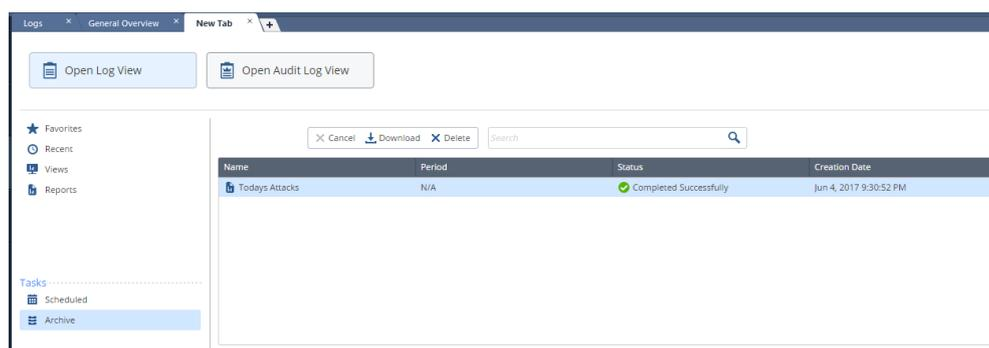 Logs × General Overview × New Tab × +
Open Log View Open Audit Log View
Favorites
Recent
Views
Reports
Cancel Download Delete Search
Name Period Status Creation Date
Todays Attacks N/A Completed Successfully Jun 4, 2017 9:30:52 PM
Tasks
Scheduled
Archive